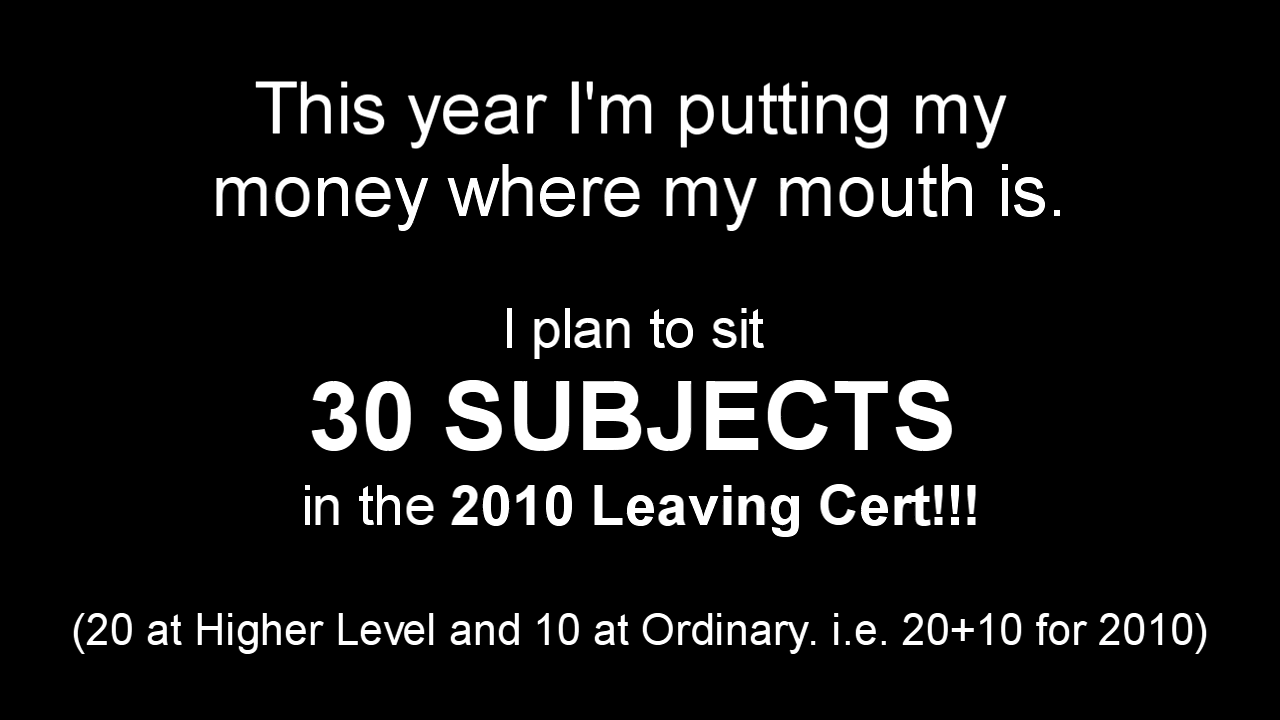 This year I'm putting my
money where my mouth is.
I plan to sit
30 SUBJECTS
in the 2010 Leaving Cert!!!
(20 at Higher Level and 10 at Ordinary. i.e. 20+10 for 2010)